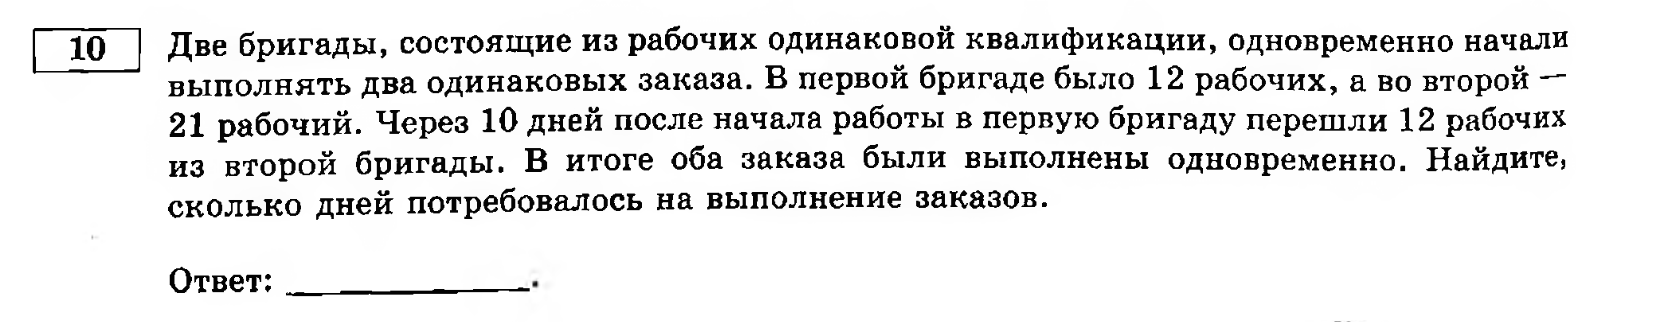 10
Две бригады, состоящие из рабочих одинаковой квалификации, одновременно начали
выполнять два одинаковых заказа. В первой бригаде было 12 рабочих, а во второй —
21 рабочий. Через 10 дней после начала работы в первую бригаду перешли 12 рабочих
из второй бригады. В итоге оба заказа были выполнены одновременно. Найдите,
сколько дней потребовалось на выполнение заказов.
Ответ: ____________.